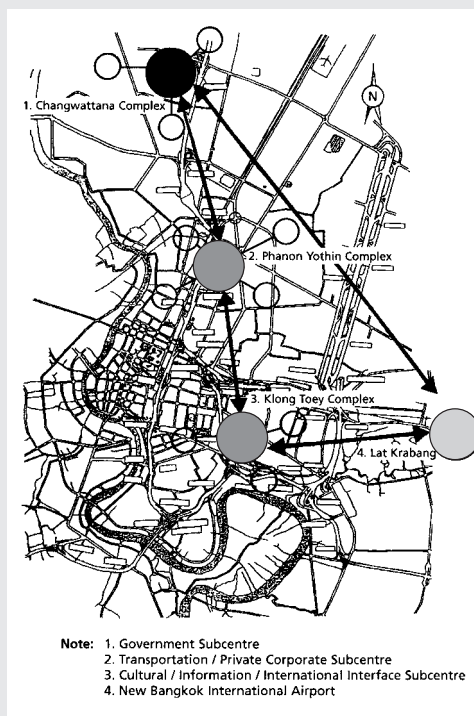 N
1. Changwattana Complex
2. Phanon Yothin Complex
3. Klong Toey Complex
4. Lat Krabang
Note: 1. Government Subcentre
2. Transportation / Private Corporate Subcentre
3. Cultural / Information / International Interface Subcentre
4. New Bangkok International Airport